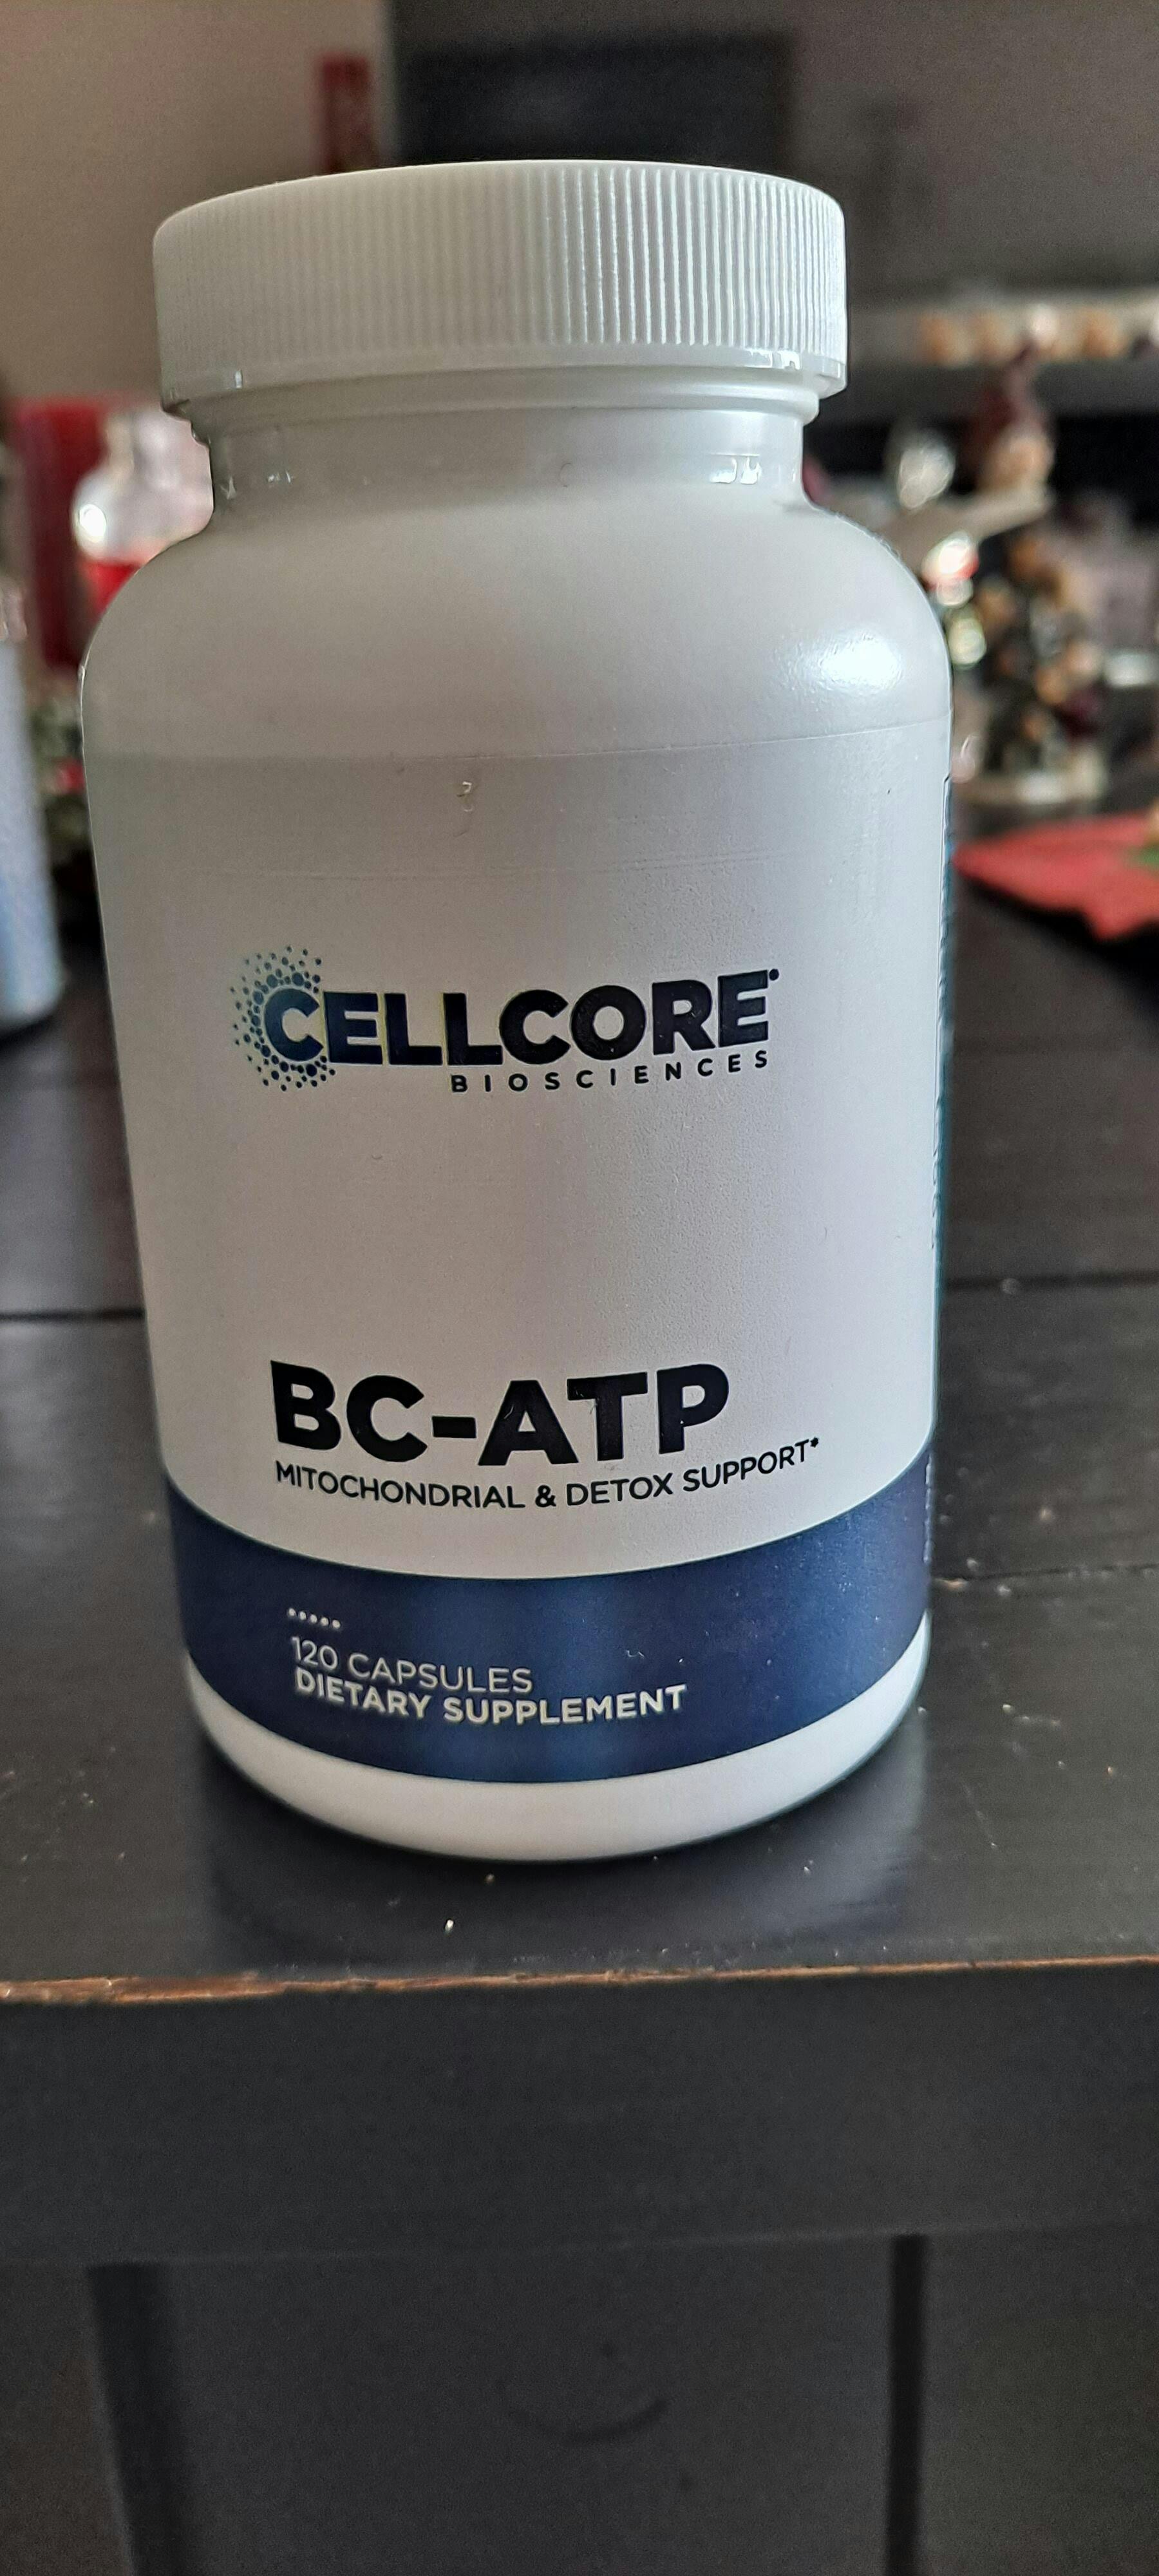 CELLCORE
BIOSCIENCES
BC-ATP
MITOCHONDRIAL & DETOX SUPPORT*
120 CAPSULES
DIETARY SUPPLEMENT